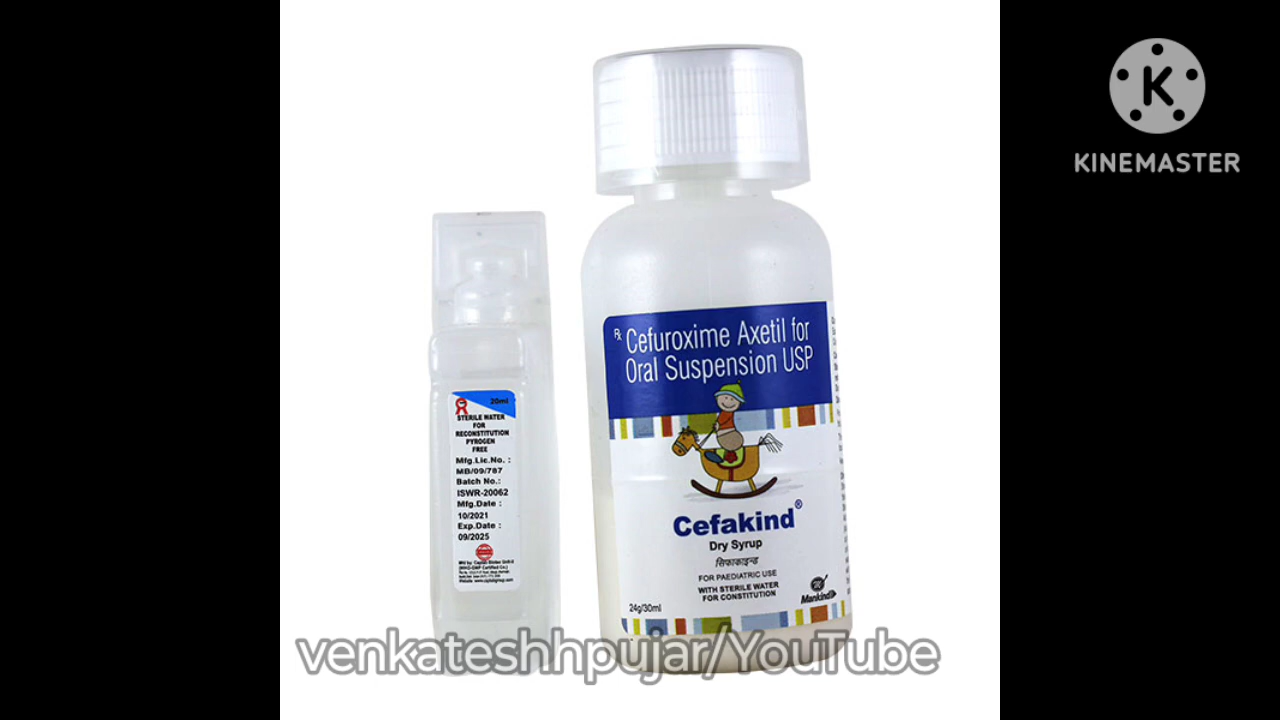 KINEMASTER
20ml
STERILE WATER
FOR
RECONSTITUTION
PYROGEN
FREE
Mfg.Lic.No. :
MB/09/787
Batch No.:
ISWR-20062
Mfg.Date :
10/2021
Exp.Date :
09/2025
Rx Cefuroxime Axetil for
Oral Suspension USP
Cefakind®
Dry Syrup
सिफाकाइन्ड
FOR PAEDIATRIC USE
WITH STERILE WATER
FOR CONSTITUTION
24g/30ml
Mankind
venkateshhpujar/YouTube